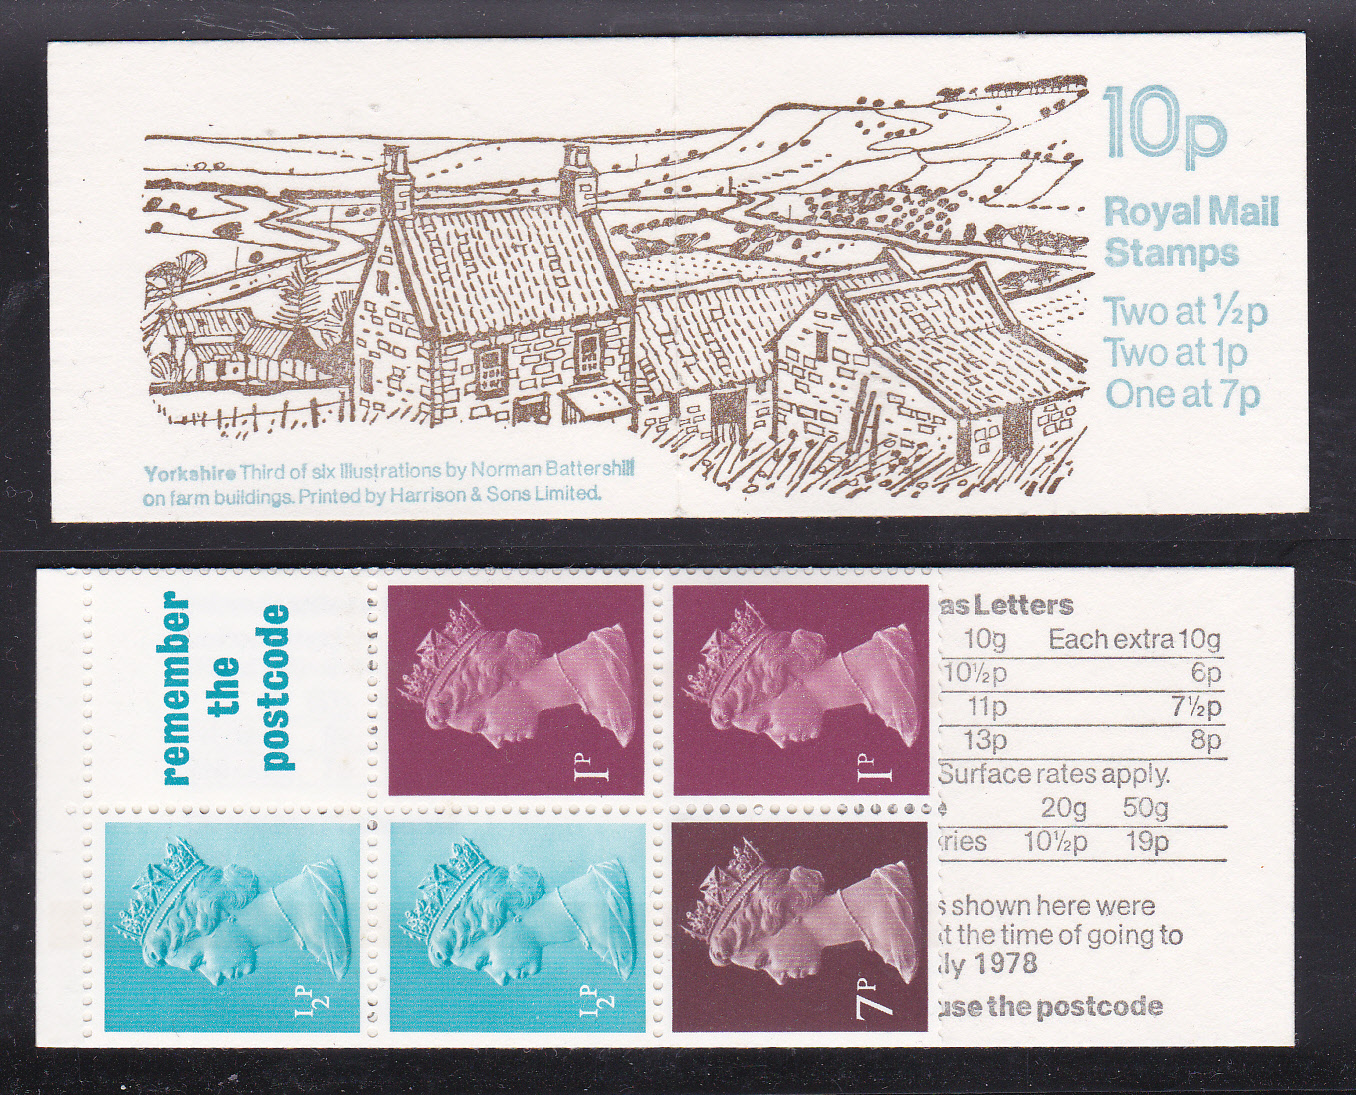 10p
Royal Mail
Stamps
Two at ½p
Two at 1p
One at 7p
Yorkshire Third of six Illustrations by Norman Battershill
on farm buildings. Printed by Harrison & Sons Limited.
remember
the
postcode
1P
1P
½P
½P
7P
as Letters
10g Each extra 10g
10½p 6p
11p 7½p
13p 8p
Surface rates apply.
20g 50g
ries 10½p 19p
s shown here were
t the time of going to
ly 1978
use the postcode